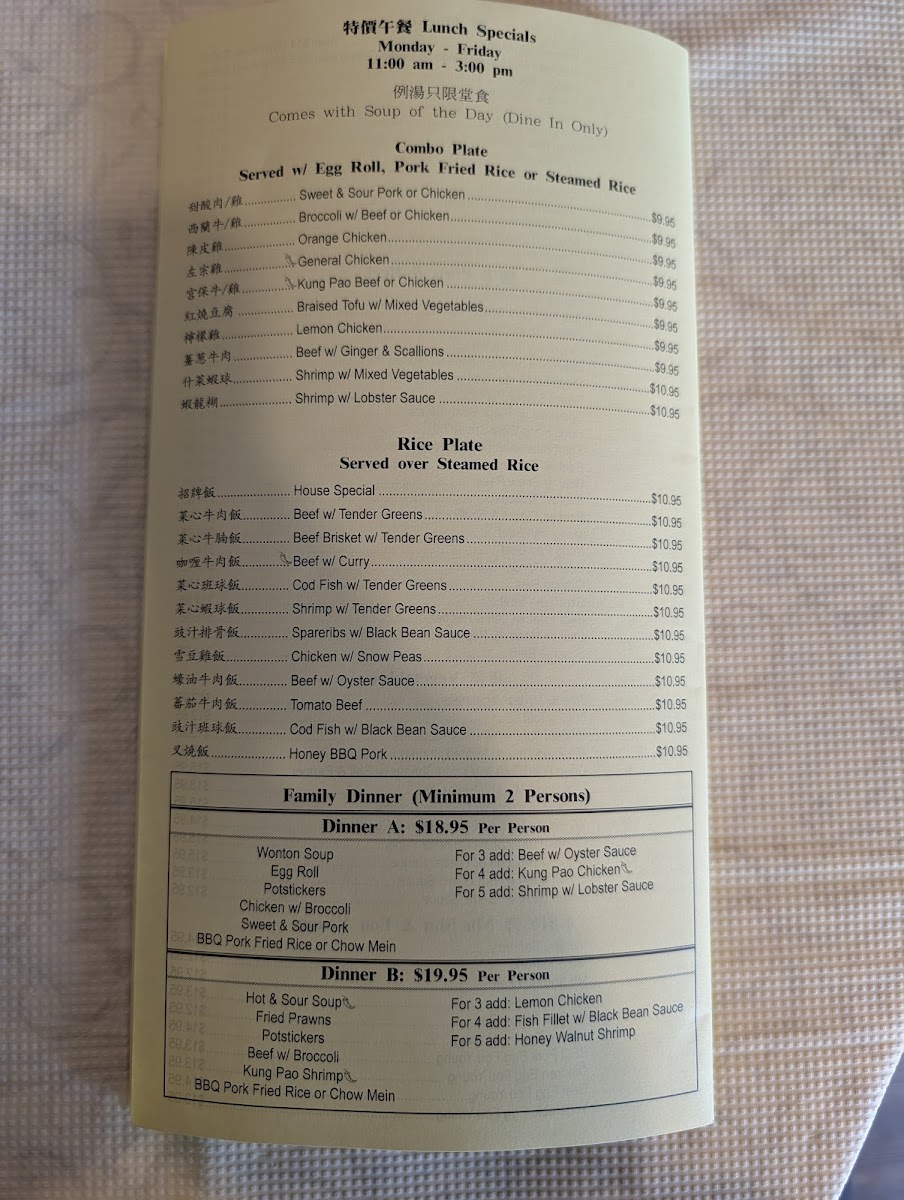 特價午餐 Lunch Specials
Monday - Friday
11:00 am - 3:00 pm
例湯只限堂食
Comes with Soup of the Day (Dine In Only)
Combo Plate
Served w/ Egg Roll, Pork Fried Rice or Steamed Rice
甜酸肉/雞 Sweet & Sour Pork or Chicken $9.95
西蘭牛/雞 Broccoli w/ Beef or Chicken $9.95
陳皮雞 Orange Chicken $9.95
左宗雞 General Chicken $9.95
宮保牛/雞 Kung Pao Beef or Chicken $9.95
紅燒豆腐 Braised Tofu w/ Mixed Vegetables $9.95
檸檬雞 Lemon Chicken $9.95
薑蔥牛肉 Beef w/ Ginger & Scallions $9.95
什菜蝦球 Shrimp w/ Mixed Vegetables $10.95
蝦龍糊 Shrimp w/ Lobster Sauce $10.95
Rice Plate
Served over Steamed Rice
招牌飯 House Special $10.95
菜心牛肉飯 Beef w/ Tender Greens $10.95
菜心牛腩飯 Beef Brisket w/ Tender Greens $10.95
咖喱牛肉飯 Beef w/ Curry $10.95
菜心班球飯 Cod Fish w/ Tender Greens $10.95
菜心蝦球飯 Shrimp w/ Tender Greens $10.95
豉汁排骨飯 Spareribs w/ Black Bean Sauce $10.95
雪豆雞飯 Chicken w/ Snow Peas $10.95
蠔油牛肉飯 Beef w/ Oyster Sauce $10.95
蕃茄牛肉飯 Tomato Beef $10.95
豉汁班球飯 Cod Fish w/ Black Bean Sauce $10.95
叉燒飯 Honey BBQ Pork $10.95
Family Dinner (Minimum 2 Persons)
Dinner A: $18.95 Per Person
Wonton Soup
Egg Roll
Potstickers
Chicken w/ Broccoli
Sweet & Sour Pork
BBQ Pork Fried Rice or Chow Mein
For 3 add: Beef w/ Oyster Sauce
For 4 add: Kung Pao Chicken
For 5 add: Shrimp w/ Lobster Sauce
Dinner B: $19.95 Per Person
Hot & Sour Soup
Fried Prawns
Potstickers
Beef w/ Broccoli
Kung Pao Shrimp
BBQ Pork Fried Rice or Chow Mein
For 3 add: Lemon Chicken
For 4 add: Fish Fillet w/ Black Bean Sauce
For 5 add: Honey Walnut Shrimp